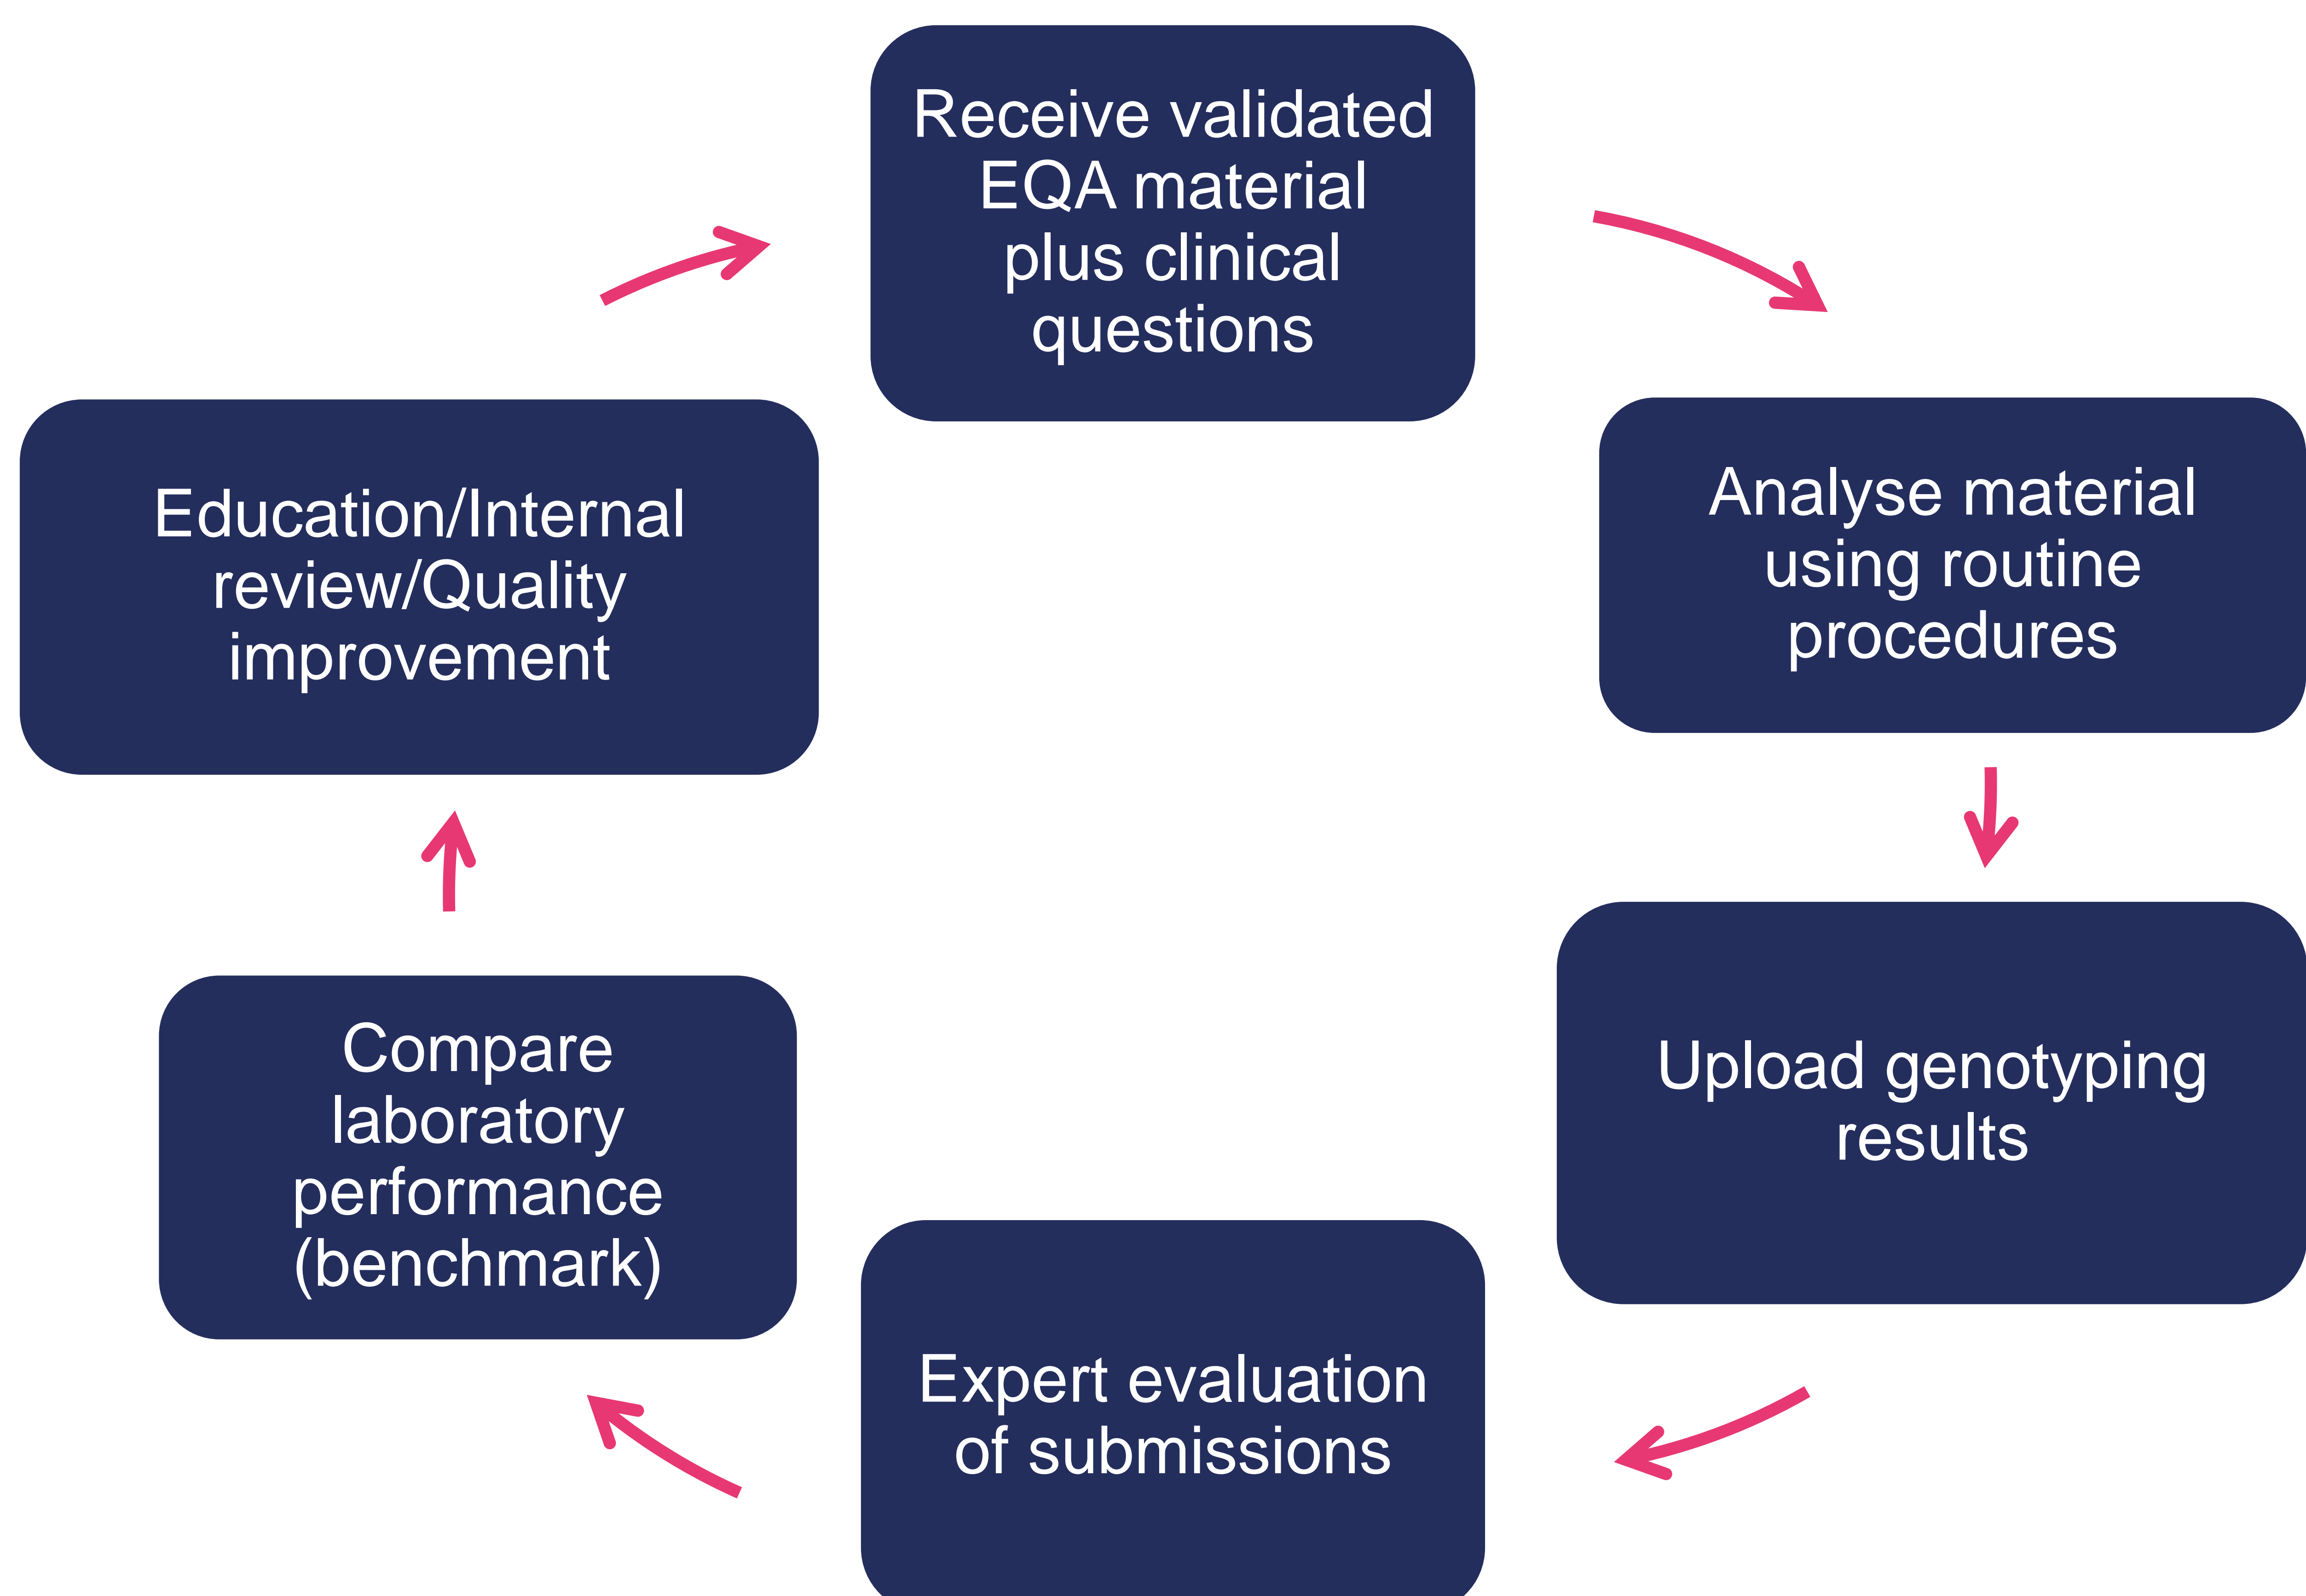 Receive validated
EQA material
plus clinical
questions
Analyse material
using routine
procedures
Upload genotyping
results
Expert evaluation
of submissions
Compare
laboratory
performance
(benchmark)
Education/Internal
review/Quality
improvement